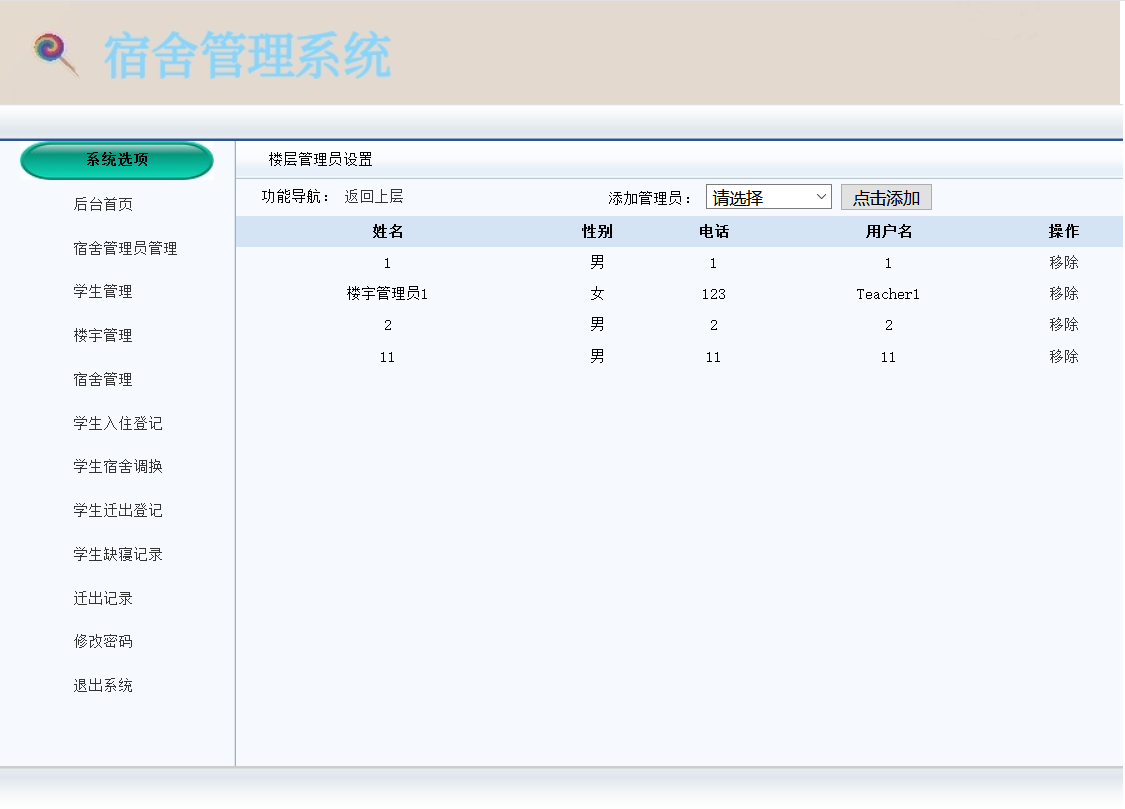 宿舍管理系统
系统选项
后台首页
宿舍管理员管理
学生管理
楼宇管理
宿舍管理
学生入住登记
学生宿舍调换
学生迁出登记
学生缺寝记录
迁出记录
修改密码
退出系统
楼层管理员设置
功能导航： 返回上层 添加管理员： 请选择 点击添加
姓名 性别 电话 用户名 操作
1 男 1 1 移除
楼宇管理员1 女 123 Teacher1 移除
2 男 2 2 移除
11 男 11 11 移除